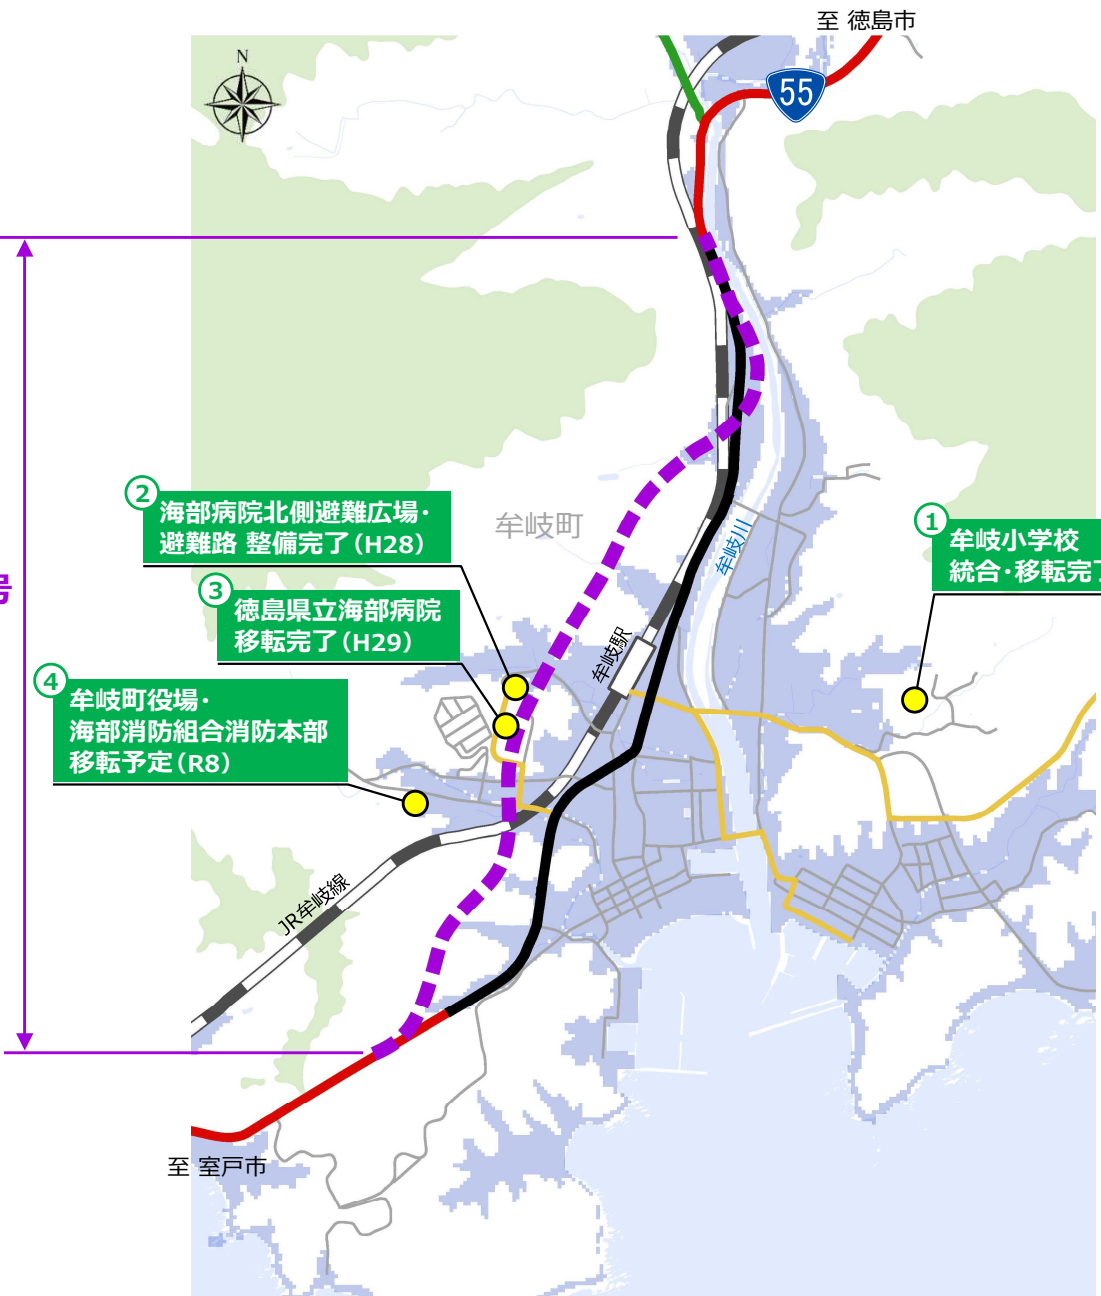 至 徳島市
N
55
②
海部病院北側避難広場・
避難路 整備完了(H28)
牟岐町
牟岐川
①
牟岐小学校
統合・移転完了
号
③
徳島県立海部病院
移転完了(H29)
牟岐駅
④
牟岐町役場・
海部消防組合消防本部
移転予定(R8)
JR牟岐線
至 室戸市